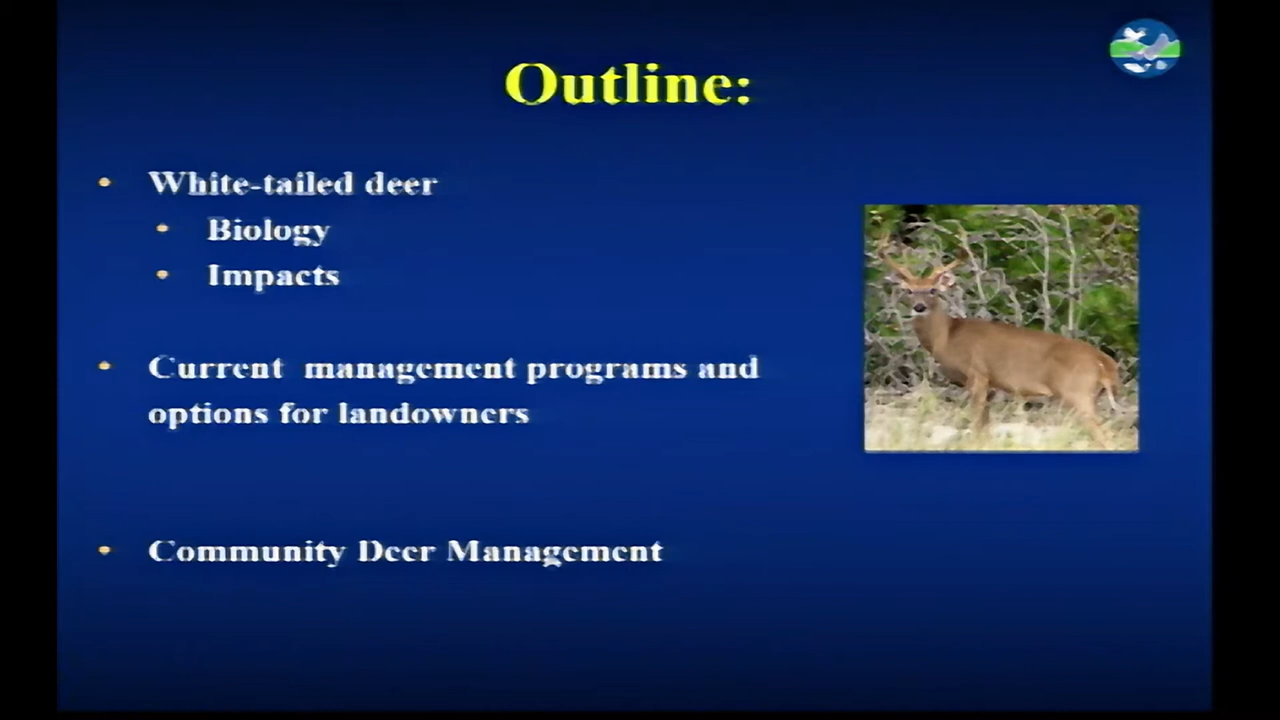 Outline:
• White-tailed deer
• Biology
• Impacts
• Current management programs and
options for landowners
• Community Deer Management